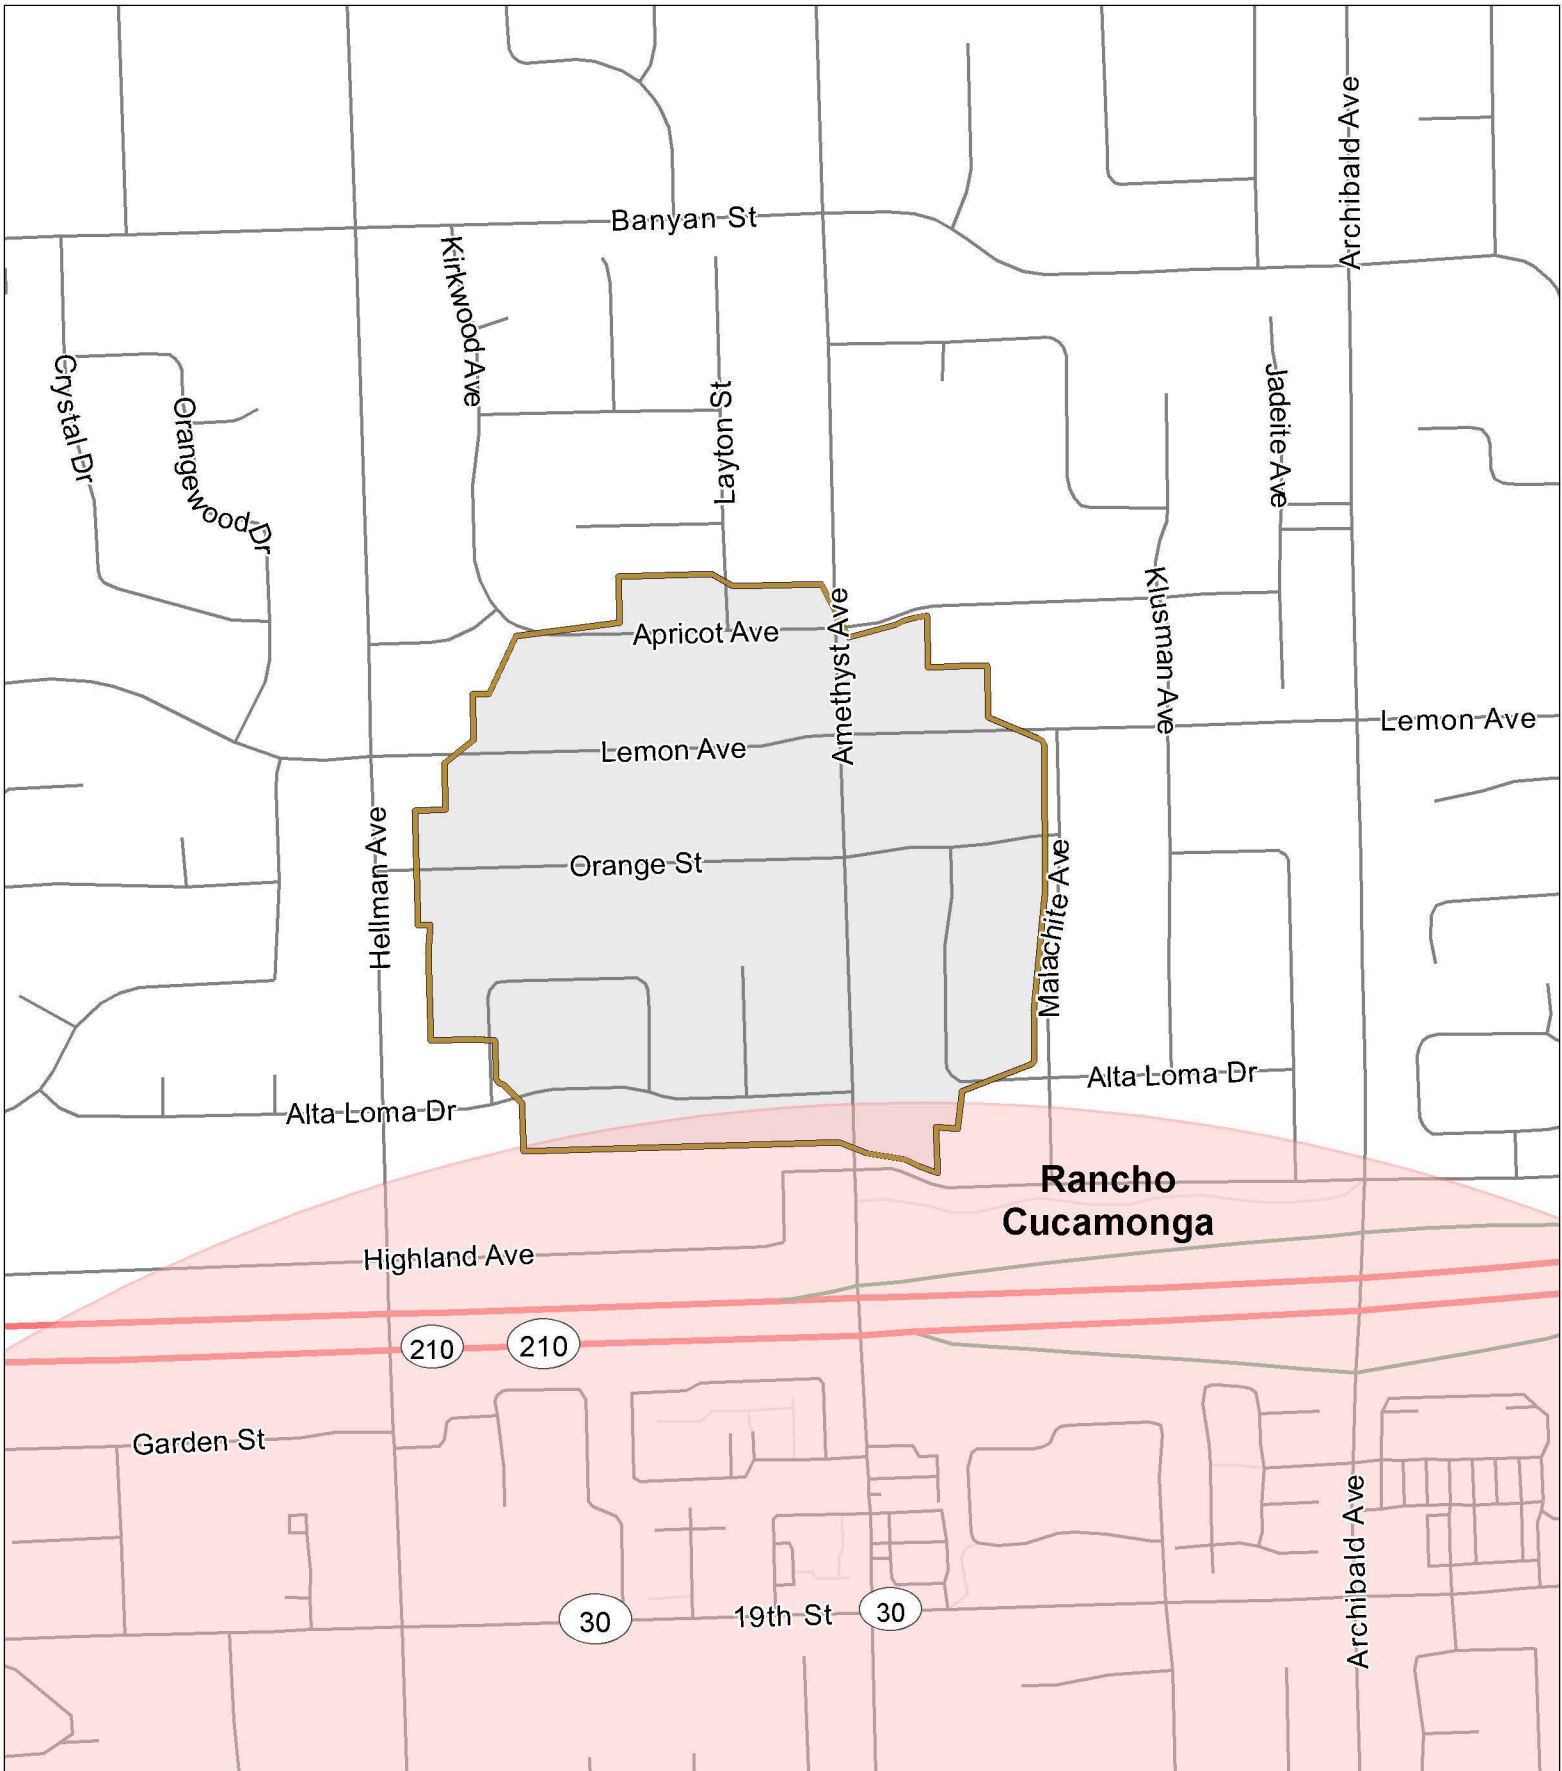 Archibald Ave
Banyan St
Kirkwood Ave
Crystal Dr
Orangewood Dr
Layton St
Jadeite Ave
Apricot Ave
Amethyst Ave
Klusman Ave
Lemon Ave
Lemon Ave
Hellman Ave
Orange St
Malachite Ave
Alta Loma Dr
Alta Loma Dr
Rancho
Cucamonga
Highland Ave
210
210
Garden St
Archibald Ave
30
19th St
30